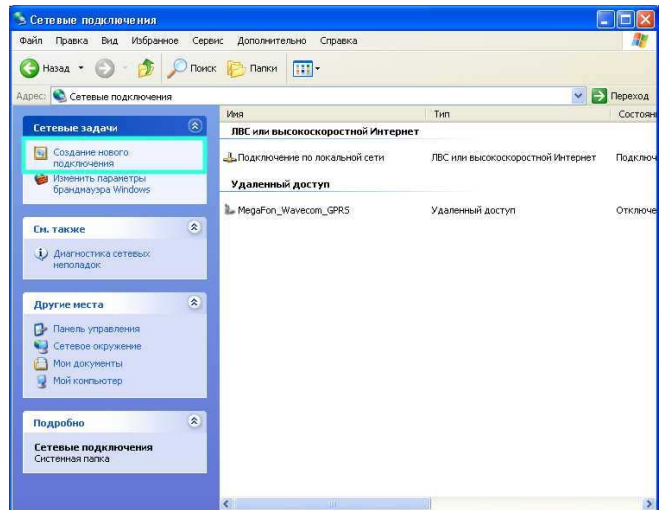 Сетевые подключения
Файл Правка Вид Избранное Сервис Дополнительно Справка
Назад Поиск Папки
Адрес: Сетевые подключения Переход
Имя Тип Состоян
Сетевые задачи
Создание нового
подключения
Изменить параметры
брандмауэра Windows
См. также
Диагностика сетевых
неполадок
Другие места
Панель управления
Сетевое окружение
Мои документы
Мой компьютер
Подробно
Сетевые подключения
Системная папка
ЛВС или высокоскоростной Интернет
Подключение по локальной сети ЛВС или высокоскоростной Интернет Подключ
Удаленный доступ
MegaFon_Wavecom_GPRS Удаленный доступ Отключе